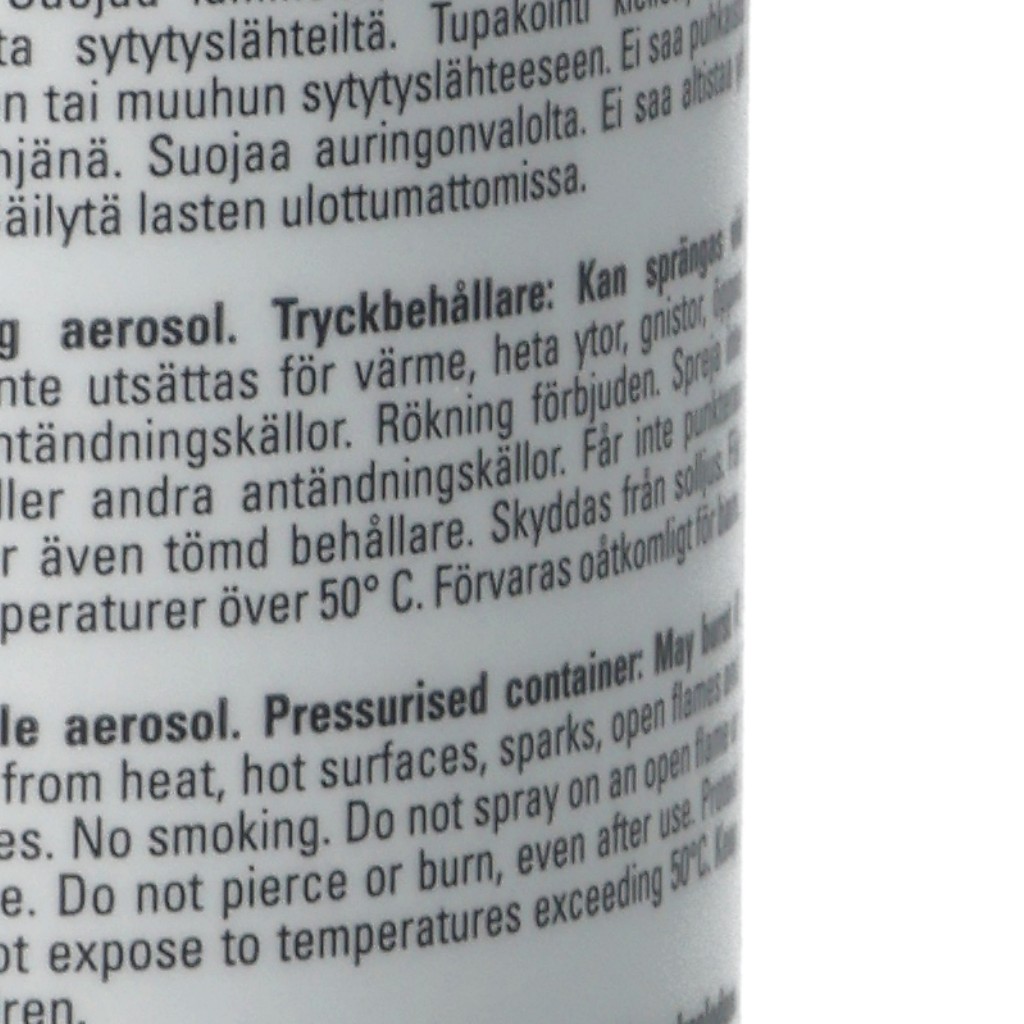 ta sytytyslähteiltä. Tupakointi
n tai muuhun sytytyslähteeseen. Ei saa
hjänä. Suojaa auringonvalolta. Ei saa altistaa
äilytä lasten ulottumattomissa.
g aerosol. Tryckbehållare: Kan sprängas
nte utsättas för värme, heta ytor, gnistor,
ntändningskällor. Rökning förbjuden. Spreja
ller andra antändningskällor. Får inte
r även tömd behållare. Skyddas från solljus.
peraturer över 50° C. Förvaras oåtkomligt för
le aerosol. Pressurised container: May burst
from heat, hot surfaces, sparks, open flames
es. No smoking. Do not spray on an open flame
e. Do not pierce or burn, even after use.
ot expose to temperatures exceeding 50°C.
ren.